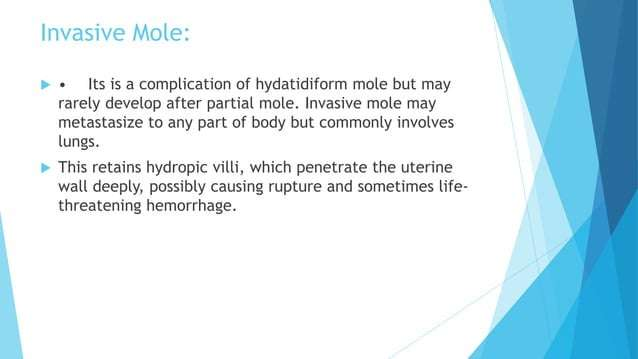 Invasive Mole:
• Its is a complication of hydatidiform mole but may
rarely develop after partial mole. Invasive mole may
metastasize to any part of body but commonly involves
lungs.
This retains hydropic villi, which penetrate the uterine
wall deeply, possibly causing rupture and sometimes life-
threatening hemorrhage.